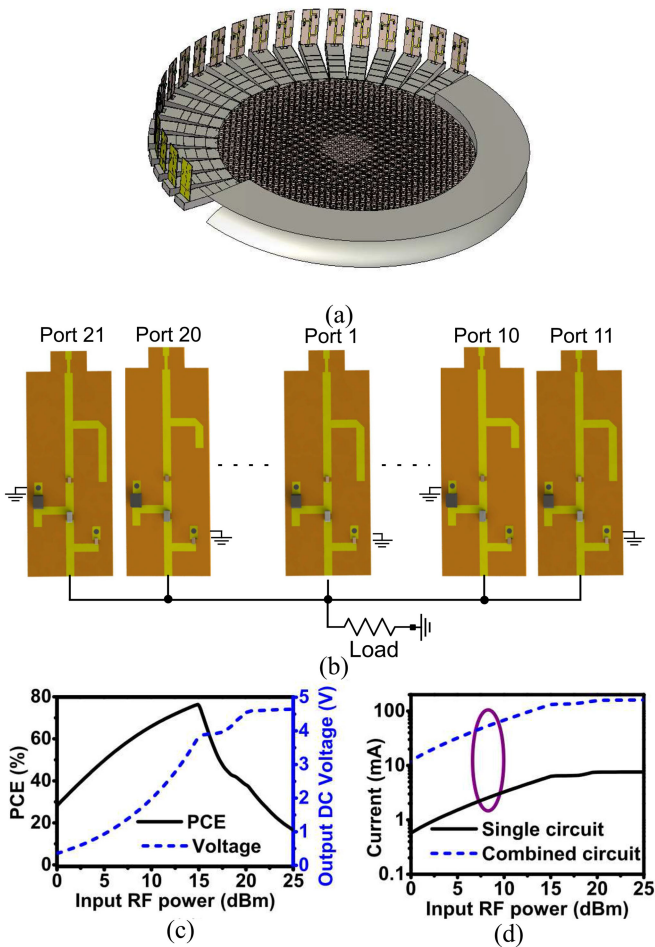 (a)
Port 21 Port 20 Port 1 Port 10 Port 11
Load
(b)
80
60
40
20
0
PCE (%)
5
4
3
2
1
0
Output DC Voltage (V)
PCE
Voltage
0 5 10 15 20 25
Input RF power (dBm)
(c)
100
10
1
0.1
Current (mA)
Single circuit
Combined circuit
0 5 10 15 20 25
Input RF power (dBm)
(d)